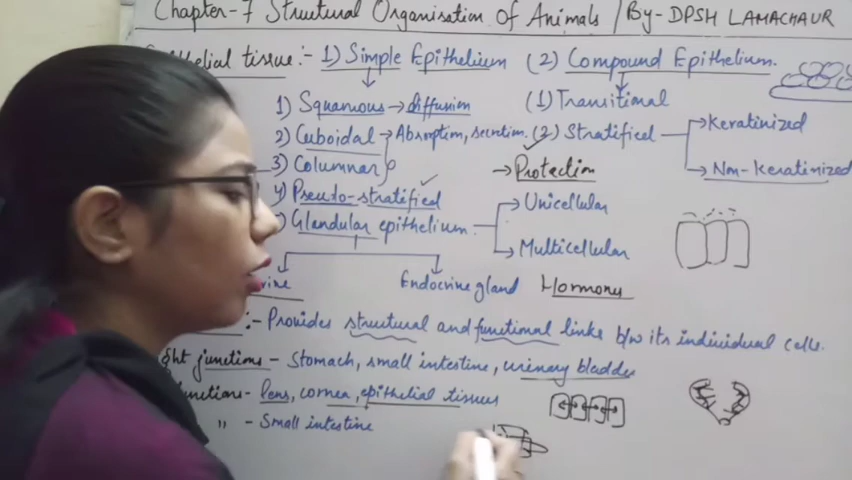 Chapter-7 Structural Organisation of Animals / By- DPSH LAMACHAUR
tissue :- 1) Simple Epithelium (2) Compound Epithelium.
1) Squamous → diffusion (1) Transitional
2) Cuboidal → Absorption, secretion. (2) Stratified → Keratinized
3) Columnar → Protection → Non-Keratinized
4) Pseudo-stratified → Unicellular
Glandular epithelium → Multicellular
Endocrine gland Hormones
:- Provides structural and functional links b/w its individual cells.
junctions - Stomach, small intestine, urinary bladder
- lens, cornea, epithelial tissues
" - Small intestine